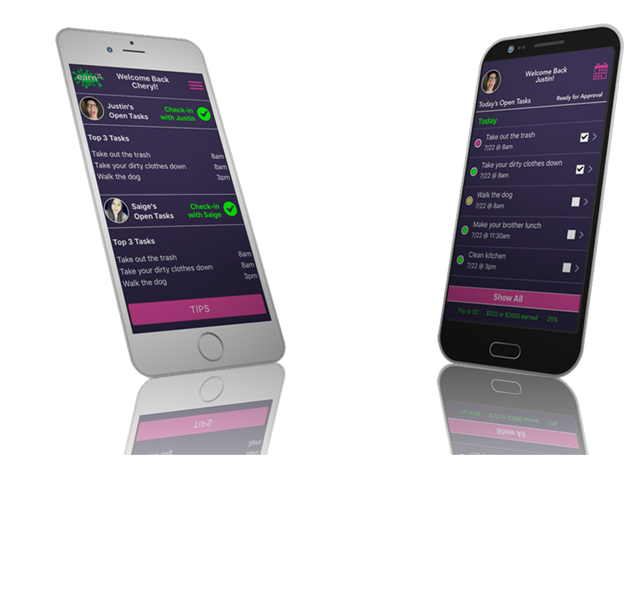 earn
Welcome Back
Cheryl!
Justin's
Open Tasks
Check-in
with Justin
Top 3 Tasks
Take out the trash 8am
Take your dirty clothes down 8am
Walk the dog 3pm
Saige's
Open Tasks
Check-in
with Saige
Top 3 Tasks
Take out the trash 8am
Take your dirty clothes down 8am
Walk the dog 3pm
TIPS
Welcome Back
Justin!
Today's Open Tasks Ready for Approval
Today
Take out the trash
7/22 @ 8am
Take your dirty clothes down
7/22 @ 8am
Walk the dog
7/22 @ 8am
Make your brother lunch
7/22 @ 11:30am
Clean kitchen
7/22 @ 3pm
Show All
Trip to DC $322 or $2000 earned 25%